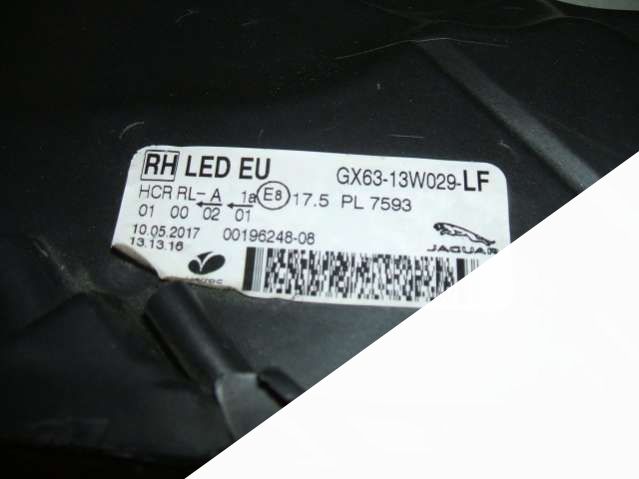 RH LED EU GX63-13W029-LF
HCR RL- A 1a E8 17.5 PL 7593
01 00 02 01
10.05.2017 00196248-08
13.13.16
JAGUAR